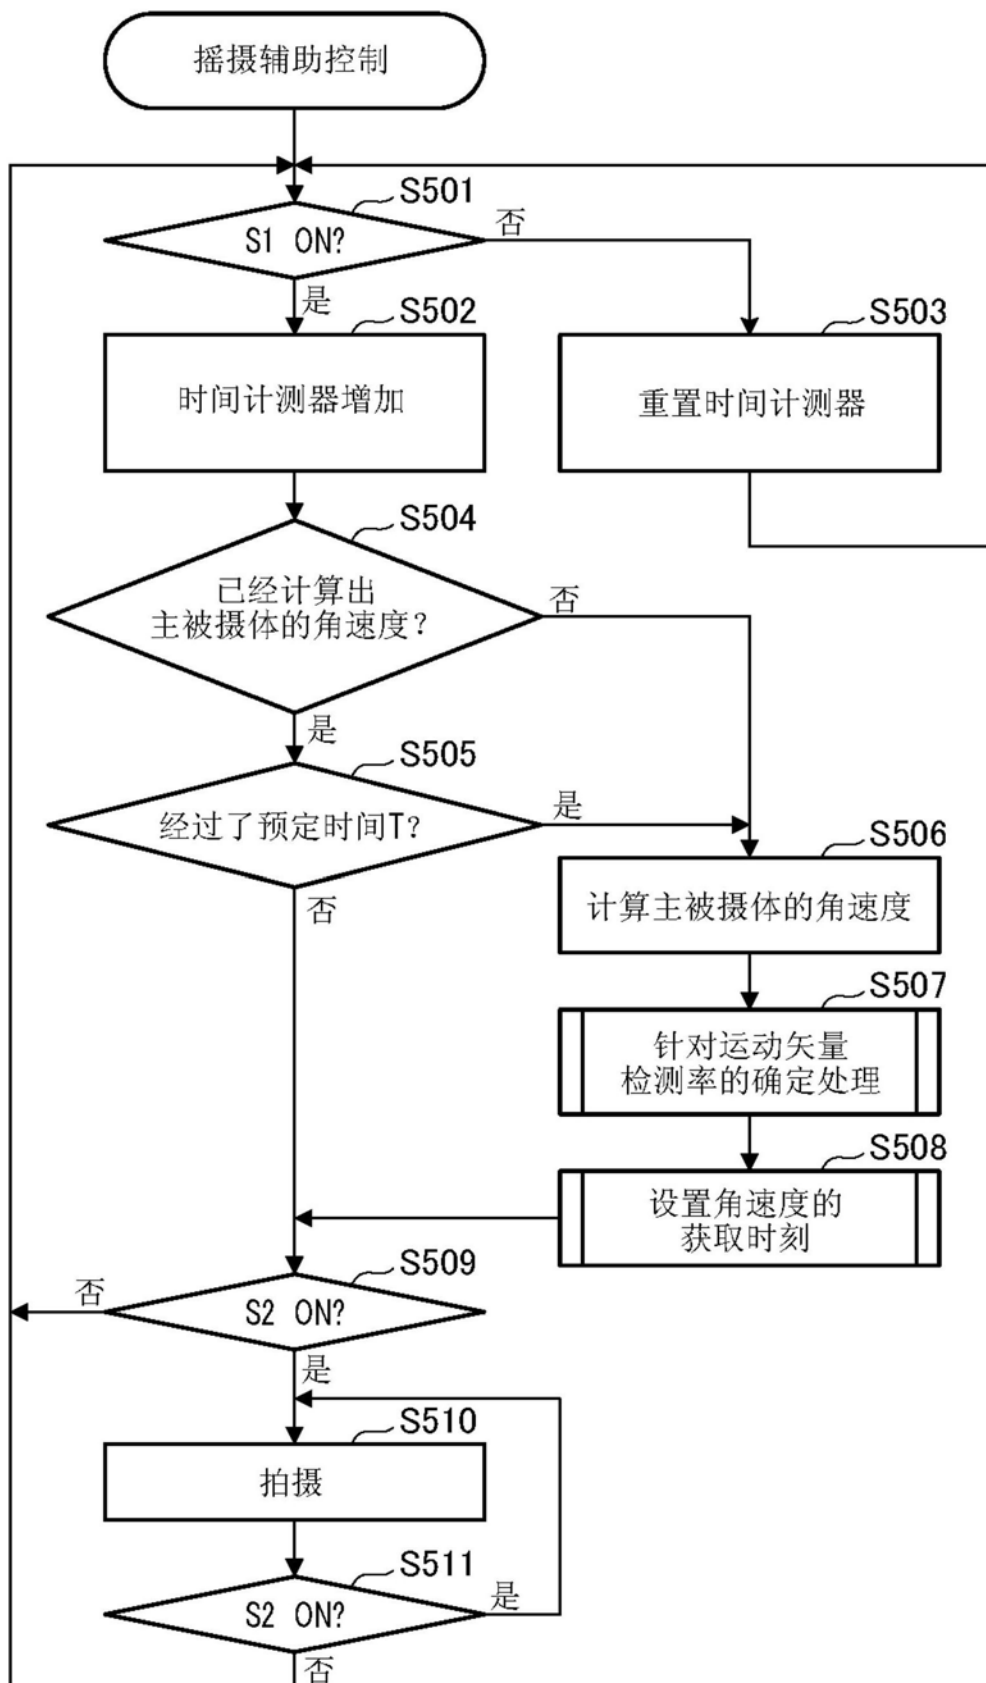 摇摄辅助控制
S501
S1 ON?
否
是
S502
时间计测器增加
S503
重置时间计测器
S504
已经计算出
主被摄体的角速度?
否
是
S505
经过了预定时间T?
是
否
S506
计算主被摄体的角速度
S507
针对运动矢量
检测率的确定处理
S508
设置角速度的
获取时刻
S509
否
S2 ON?
是
S510
拍摄
S511
S2 ON?
是
否